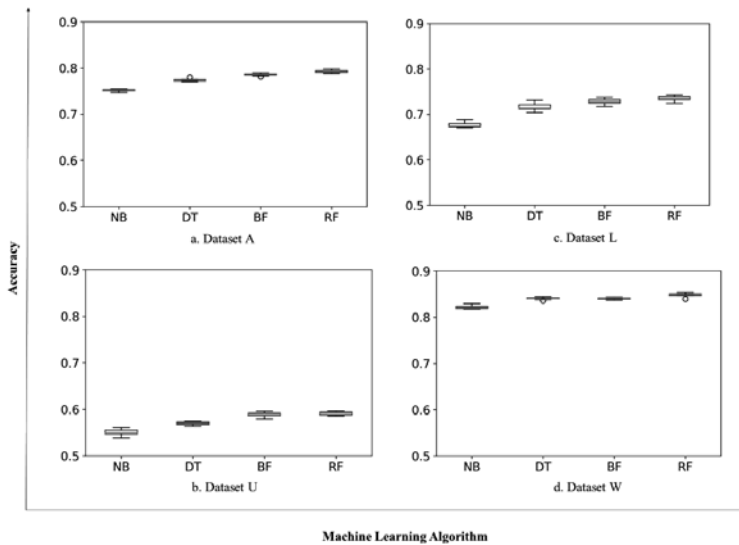 Accuracy
0.9
0.8
0.7
0.6
0.5
NB DT BF RF
a. Dataset A
0.9
0.8
0.7
0.6
0.5
NB DT BF RF
c. Dataset L
0.9
0.8
0.7
0.6
0.5
NB DT BF RF
b. Dataset U
0.9
0.8
0.7
0.6
0.5
NB DT BF RF
d. Dataset W
Machine Learning Algorithm